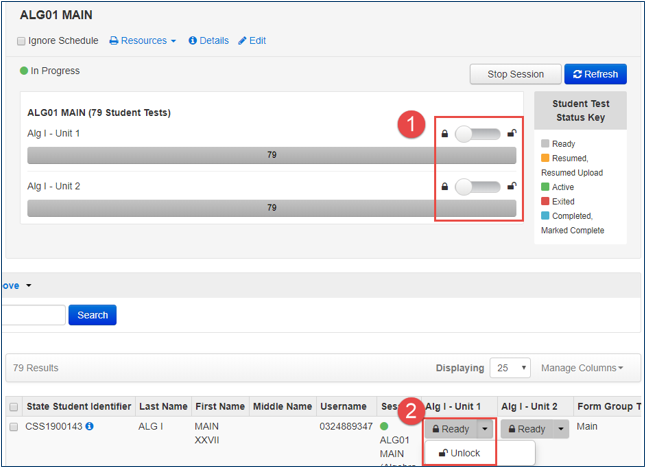 ALG01 MAIN
Ignore Schedule Resources Details Edit
In Progress
Stop Session Refresh
ALG01 MAIN (79 Student Tests)
1
Alg I - Unit 1
79
Alg I - Unit 2
79
Student Test
Status Key
Ready
Resumed,
Resumed Upload
Active
Exited
Completed,
Marked Complete
ove
Search
79 Results Displaying 25 Manage Columns
2
State Student Identifier Last Name First Name Middle Name Username Sess Alg I - Unit 1 Alg I - Unit 2 Form Group T
CSS1900143 ALG I MAIN 0324889347 Ready Ready Main
XXVII ALG01 Unlock
MAIN
(Algebra